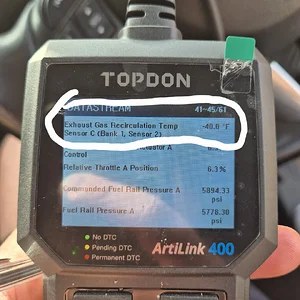 TOPDON
DATASTREAM 41-45/61
Exhaust Gas Recirculation Temp -40.0 °F
Sensor C (Bank 1, Sensor 2)
Actuator A
Control
Relative Throttle A Position 6.3%
Commanded Fuel Rail Pressure A 5894.33
psi
Fuel Rail Pressure A 5778.30
psi
No DTC
Pending DTC
Permanent DTC
ArtiLink 400